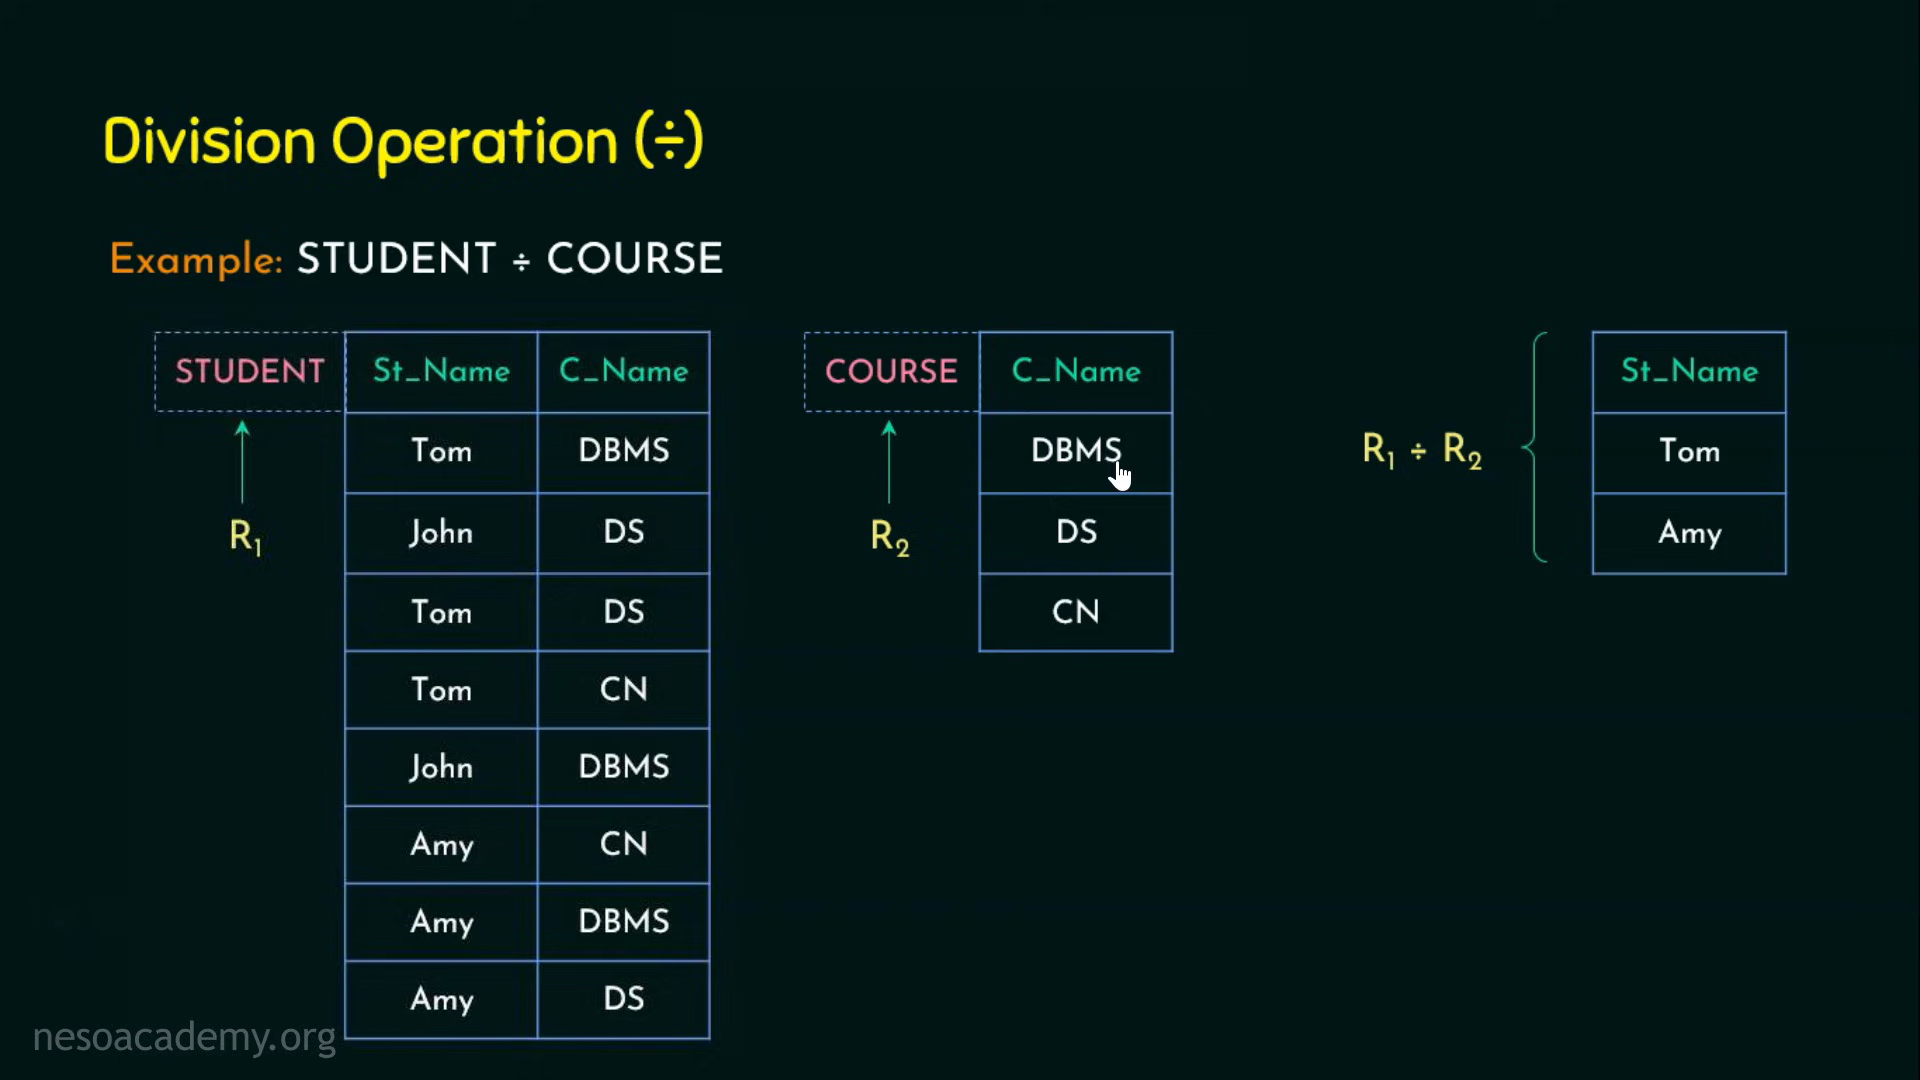 Division Operation (÷)
Example: STUDENT ÷ COURSE
STUDENT St_Name C_Name
Tom DBMS
John DS
Tom DS
Tom CN
John DBMS
Amy CN
Amy DBMS
Amy DS
R₁
COURSE C_Name
DBMS
DS
CN
R₂
R₁ ÷ R₂
St_Name
Tom
Amy
nesoacademy.org